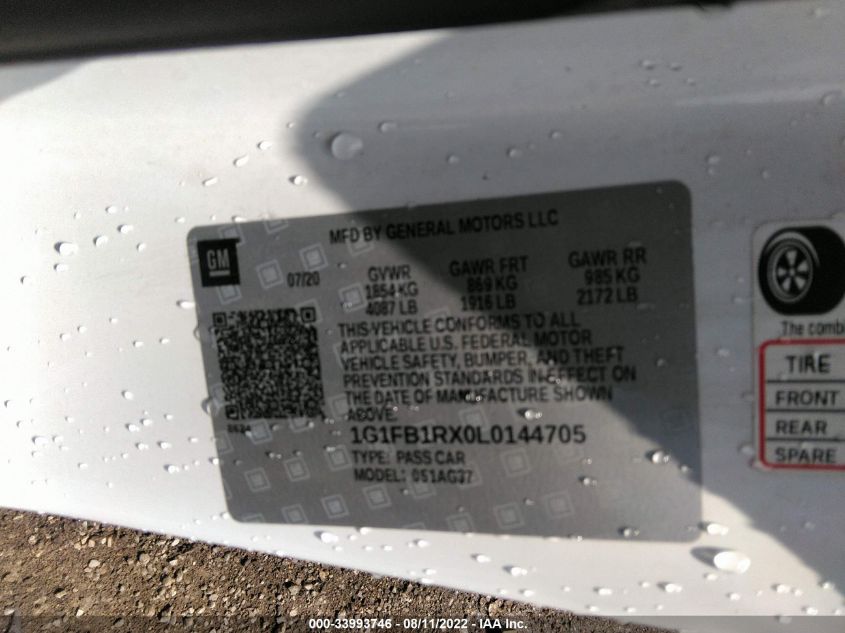 MFD BY GENERAL MOTORS LLC
GM
07/20
GVWR GAWR FRT GAWR RR
1854 KG 869 KG 985 KG
4087 LB 1916 LB 2172 LB
THIS VEHICLE CONFORMS TO ALL
APPLICABLE U.S. FEDERAL MOTOR
VEHICLE SAFETY, BUMPER, AND THEFT
PREVENTION STANDARDS IN EFFECT ON
THE DATE OF MANUFACTURE SHOWN
ABOVE.
1G1FB1RX0L0144705
TYPE: PASS CAR
MODEL:
The
TIRE
FRONT
REAR
SPARE
000-33993746 - 08/11/2022 - IAA Inc.